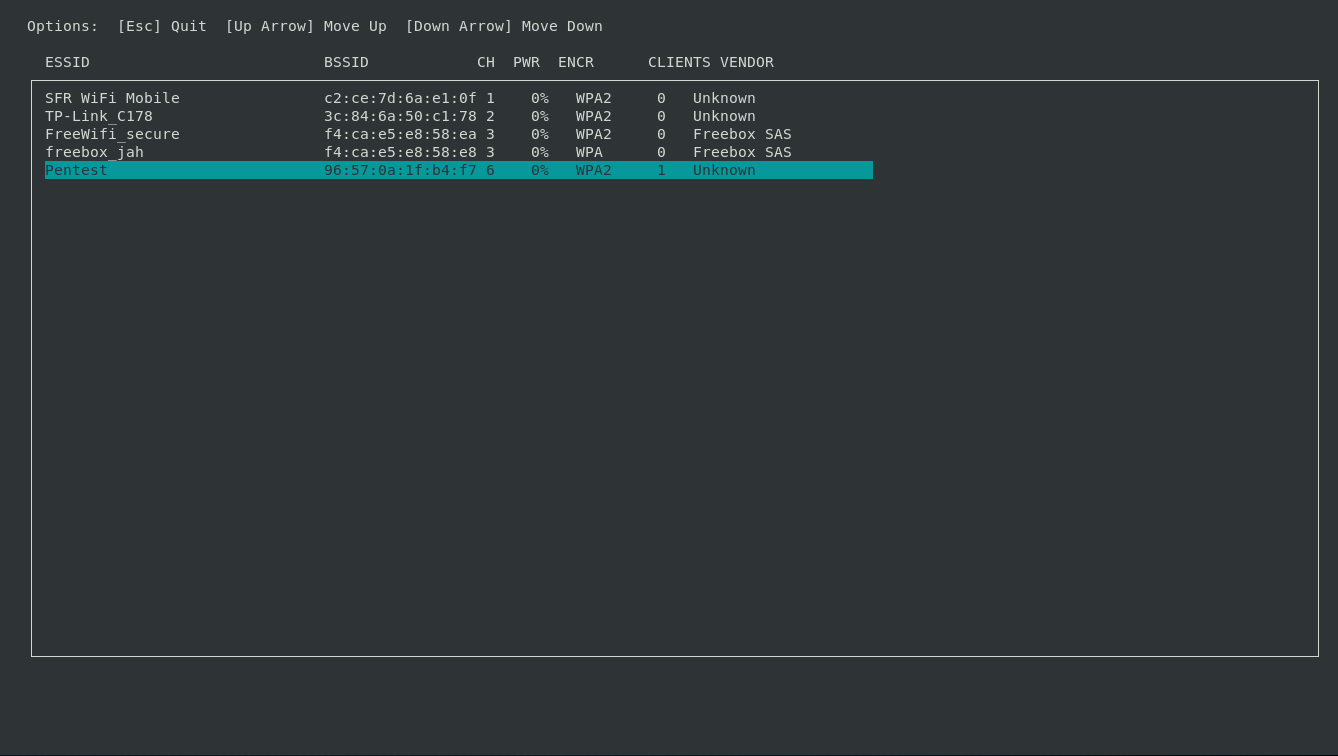 Options:  [Esc] Quit  [Up Arrow] Move Up  [Down Arrow] Move Down
ESSID                          BSSID            CH  PWR  ENCR      CLIENTS VENDOR
SFR WiFi Mobile                c2:ce:7d:6a:e1:0f 1    0%   WPA2     0   Unknown
TP-Link_C178                   3c:84:6a:50:c1:78 2    0%   WPA2     0   Unknown
FreeWifi_secure                f4:ca:e5:e8:58:ea 3    0%   WPA2     0   Freebox SAS
freebox_jah                    f4:ca:e5:e8:58:e8 3    0%   WPA      0   Freebox SAS
Pentest                        96:57:0a:1f:b4:f7 6    0%   WPA2     1   Unknown